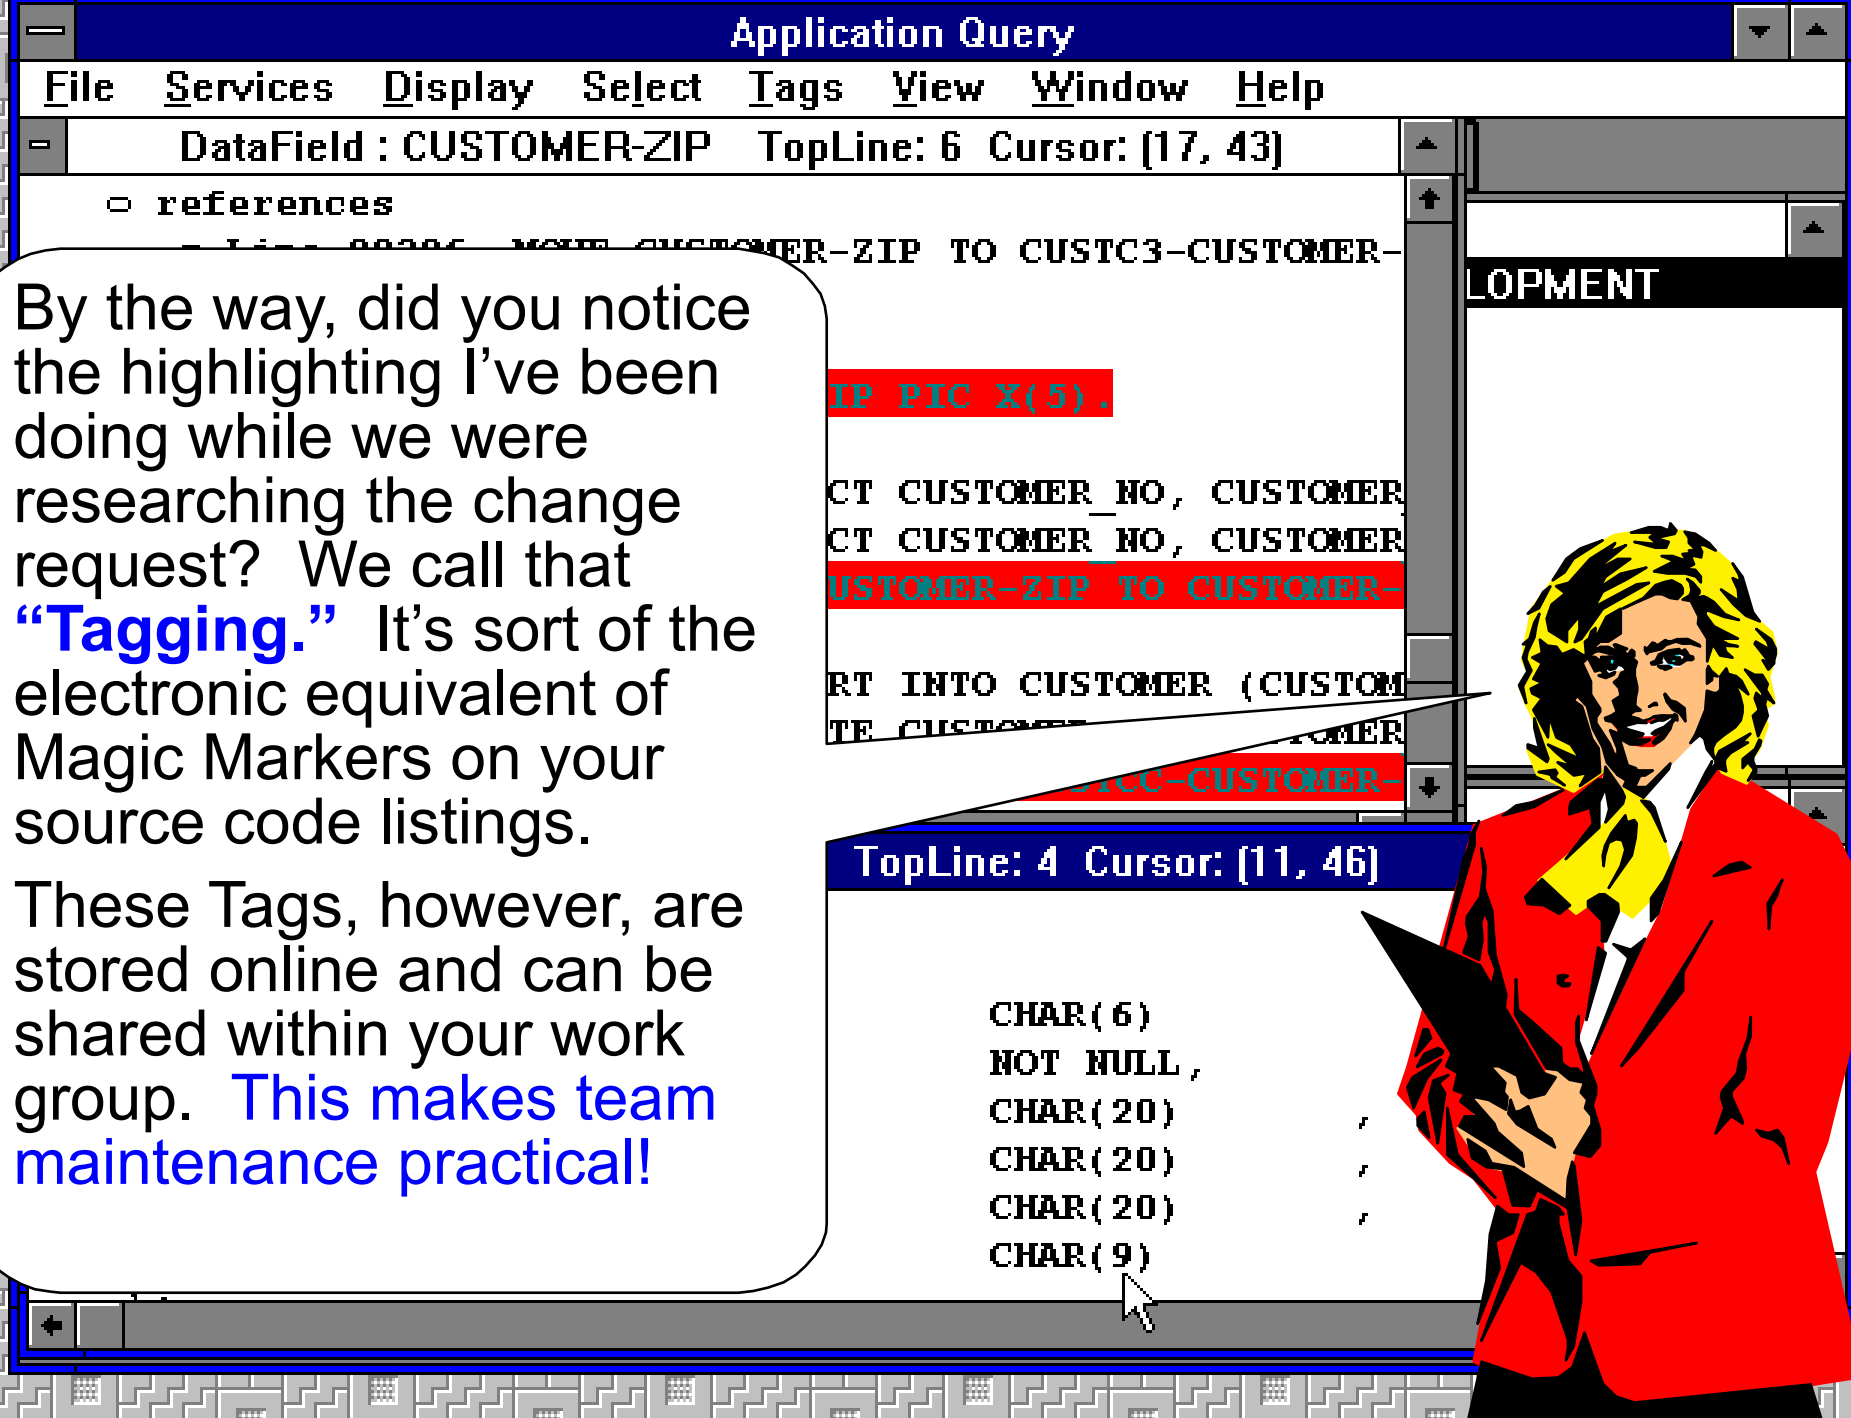 Application Query
File Services Display Select Tags View Window Help
DataField : CUSTOMER-ZIP TopLine: 6 Cursor: (17, 43)
references
MER-ZIP TO CUSTC3-CUSTOMER-
LOPMENT
IP PIC X(5).
CT CUSTOMER_NO, CUSTOMER
CT CUSTOMER_NO, CUSTOMER
USTOMER-ZIP TO CUSTOMER-
RT INTO CUSTOMER (CUSTOM
CC-CUSTOMER-
By the way, did you notice
the highlighting I’ve been
doing while we were
researching the change
request? We call that
“Tagging.” It’s sort of the
electronic equivalent of
Magic Markers on your
source code listings.
These Tags, however, are
stored online and can be
shared within your work
group. This makes team
maintenance practical!
TopLine: 4 Cursor: (11, 46)
CHAR(6)
NOT NULL,
CHAR(20) ,
CHAR(20) ,
CHAR(20) ,
CHAR(9)